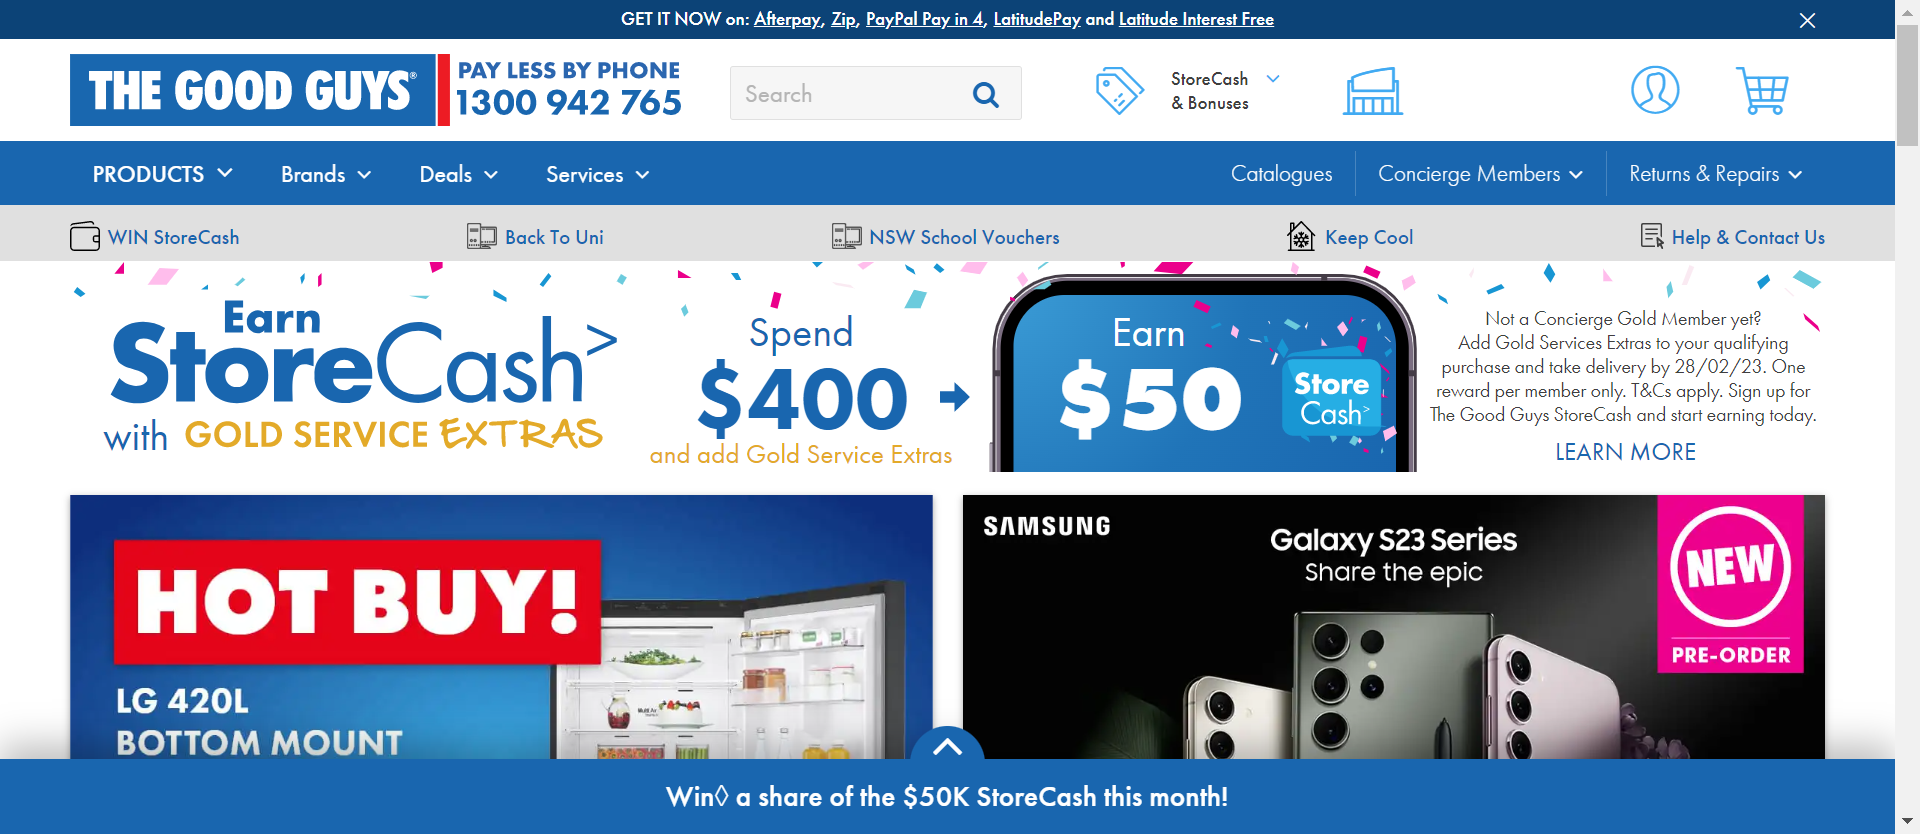 GET IT NOW on: Afterpay, Zip, PayPal Pay in 4, LatitudePay and Latitude Interest Free
THE GOOD GUYS®
PAY LESS BY PHONE
1300 942 765
Search
StoreCash
& Bonuses
PRODUCTS
Brands
Deals
Services
Catalogues
Concierge Members
Returns & Repairs
WIN StoreCash
Back To Uni
NSW School Vouchers
Keep Cool
Help & Contact Us
Earn
StoreCash>
with GOLD SERVICE EXTRAS
Spend
$400
and add Gold Service Extras
Earn
$50
Store
Cash>
Not a Concierge Gold Member yet?
Add Gold Services Extras to your qualifying
purchase and take delivery by 28/02/23. One
reward per member only. T&Cs apply. Sign up for
The Good Guys StoreCash and start earning today.
LEARN MORE
HOT BUY!
LG 420L
BOTTOM MOUNT
SAMSUNG
Galaxy S23 Series
Share the epic
NEW
PRE-ORDER
Win◊ a share of the $50K StoreCash this month!